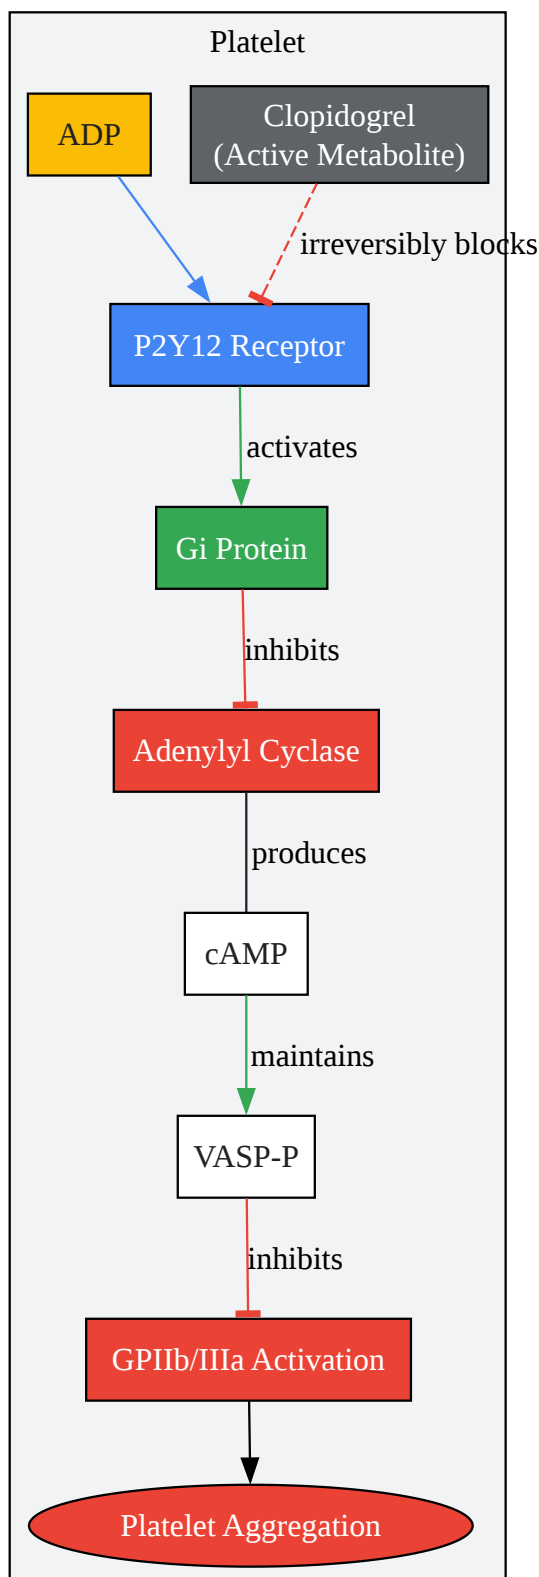 Platelet
ADP
Clopidogrel
(Active Metabolite)
irreversibly blocks
P2Y12 Receptor
activates
Gi Protein
inhibits
Adenylyl Cyclase
produces
cAMP
maintains
VASP-P
inhibits
GPIIb/IIIa Activation
Platelet Aggregation